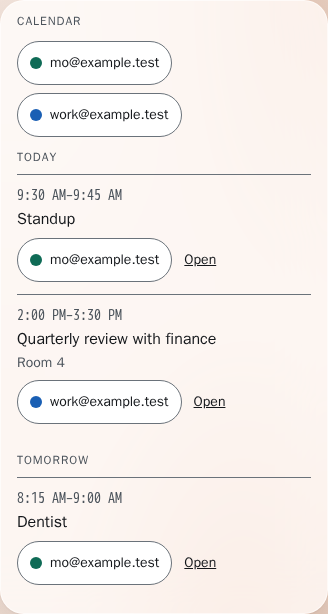 CALENDAR
mo@example.test
work@example.test
TODAY
9:30 AM–9:45 AM
Standup
mo@example.test Open
2:00 PM–3:30 PM
Quarterly review with finance
Room 4
work@example.test Open
TOMORROW
8:15 AM–9:00 AM
Dentist
mo@example.test Open